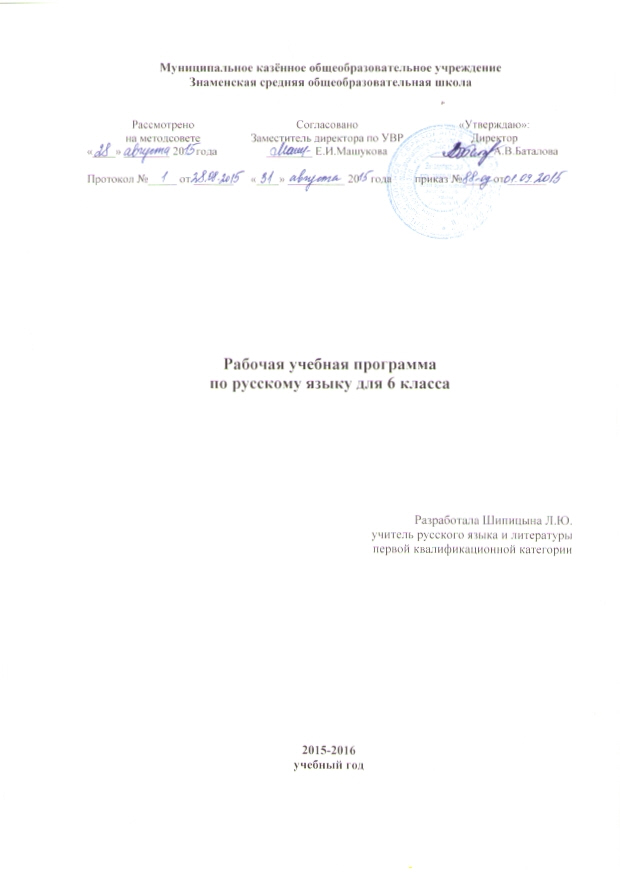 Муниципальное казённое общеобразовательное учреждение
Знаменская средняя общеобразовательная школа
Рассмотрено Согласовано «Утверждаю»:
на методсовете Заместитель директора по УВР Директор
«28» августа 2015 года Е.И.Машукова А.В.Баталова
Протокол № 1 от 28.08.2015 «31» августа 2015 года приказ № 88-од от 01.09.2015
Рабочая учебная программа
по русскому языку для 6 класса
Разработала Шипицына Л.Ю.
учитель русского языка и литературы
первой квалификационной категории
2015-2016
учебный год